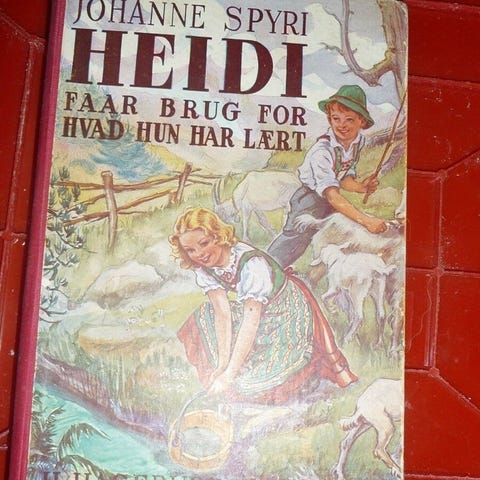 JOHANNE SPYRI
HEIDI
FAAR BRUG FOR
HVAD HUN HAR LÆRT